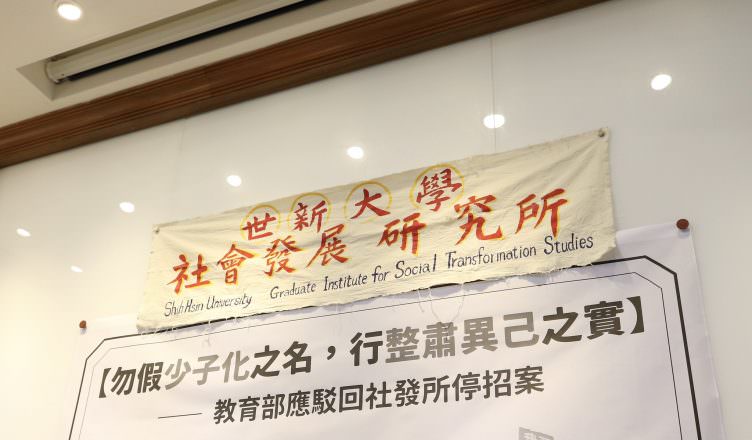 世新大學
社會發展研究所
Shih Hsin University Graduate Institute for Social Transformation Studies
【勿假少子化之名，行整肅異己之實】
—— 教育部應駁回社發所停招案